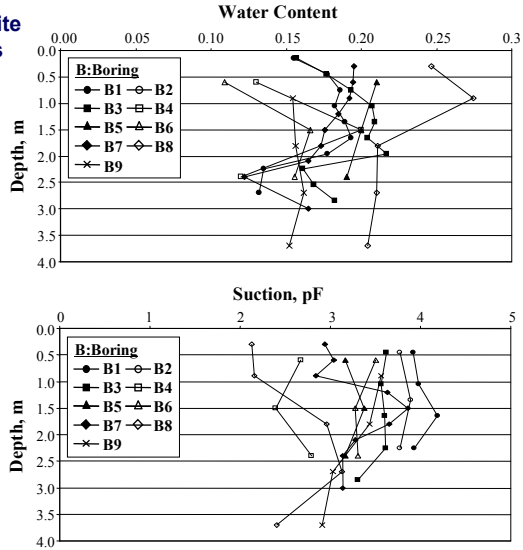 ite
s
Water Content
0.00 0.05 0.10 0.15 0.20 0.25 0.3
0.0
0.5
1.0
1.5
2.0
2.5
3.0
3.5
4.0
Depth, m
B:Boring
B1 B2
B3 B4
B5 B6
B7 B8
B9
Suction, pF
0 1 2 3 4 5
0.0
0.5
1.0
1.5
2.0
2.5
3.0
3.5
4.0
Depth, m
B:Boring
B1 B2
B3 B4
B5 B6
B7 B8
B9